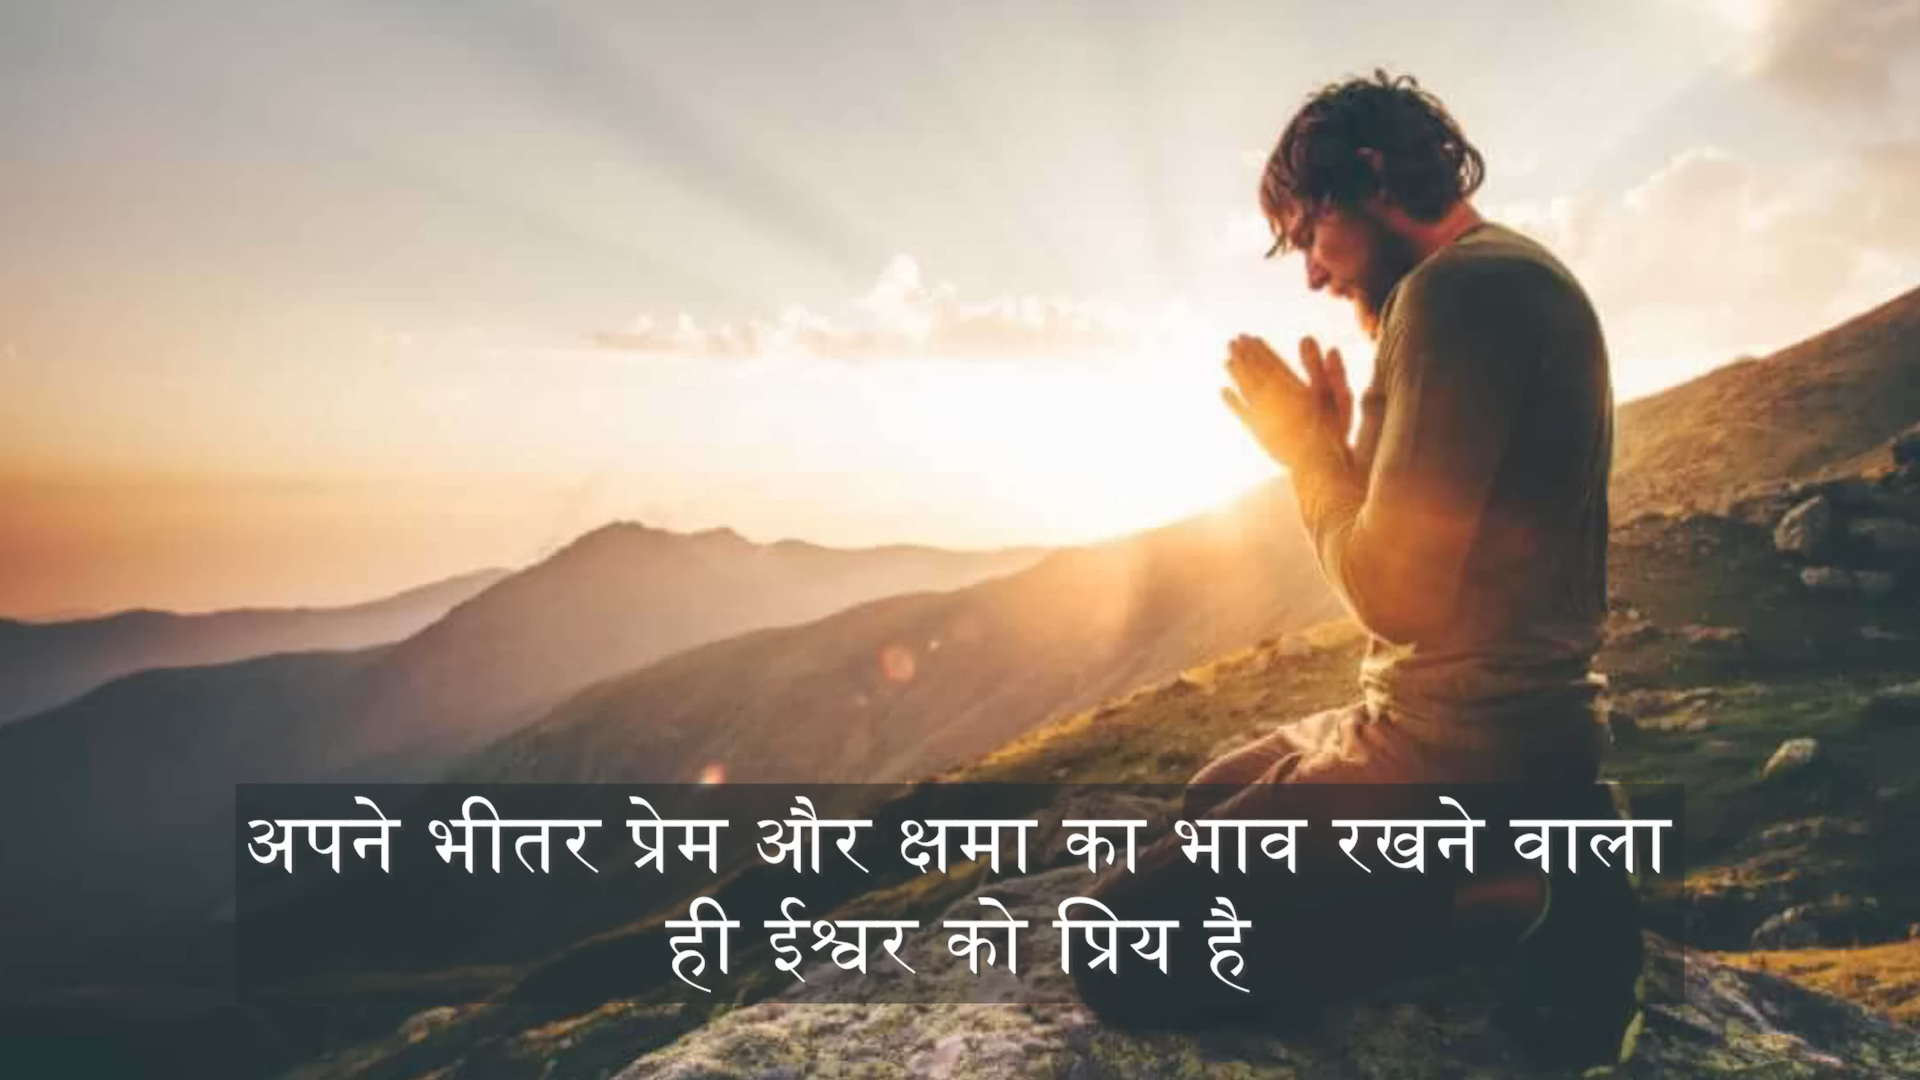 अपने भीतर प्रेम और क्षमा का भाव रखने वाला
ही ईश्वर को प्रिय है